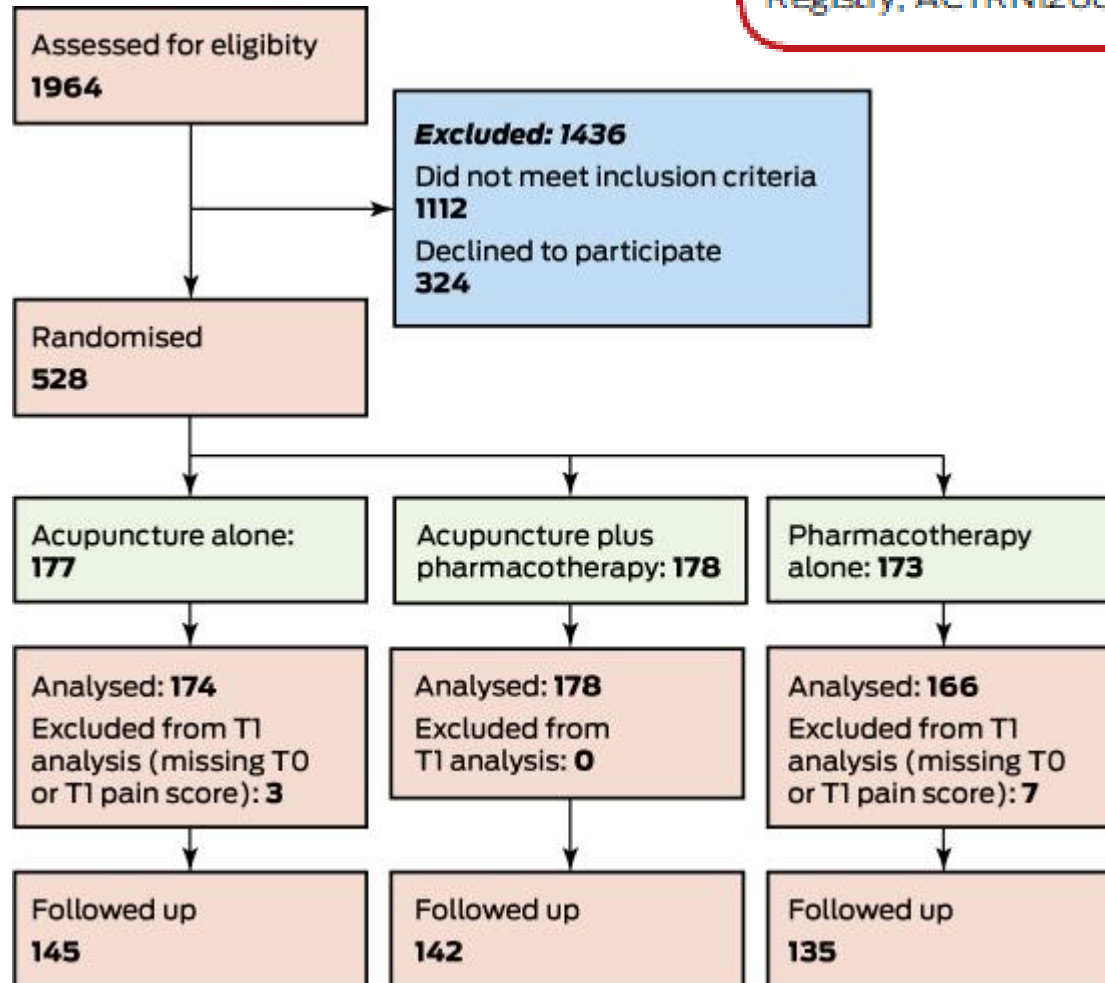 Registry, ACTRN1260
Assessed for eligibity
1964
Excluded: 1436
Did not meet inclusion criteria
1112
Declined to participate
324
Randomised
528
Acupuncture alone:
177
Acupuncture plus
pharmacotherapy: 178
Pharmacotherapy
alone: 173
Analysed: 174
Excluded from T1
analysis (missing T0
or T1 pain score): 3
Analysed: 178
Excluded from
T1 analysis: 0
Analysed: 166
Excluded from T1
analysis (missing T0
or T1 pain score): 7
Followed up
145
Followed up
142
Followed up
135